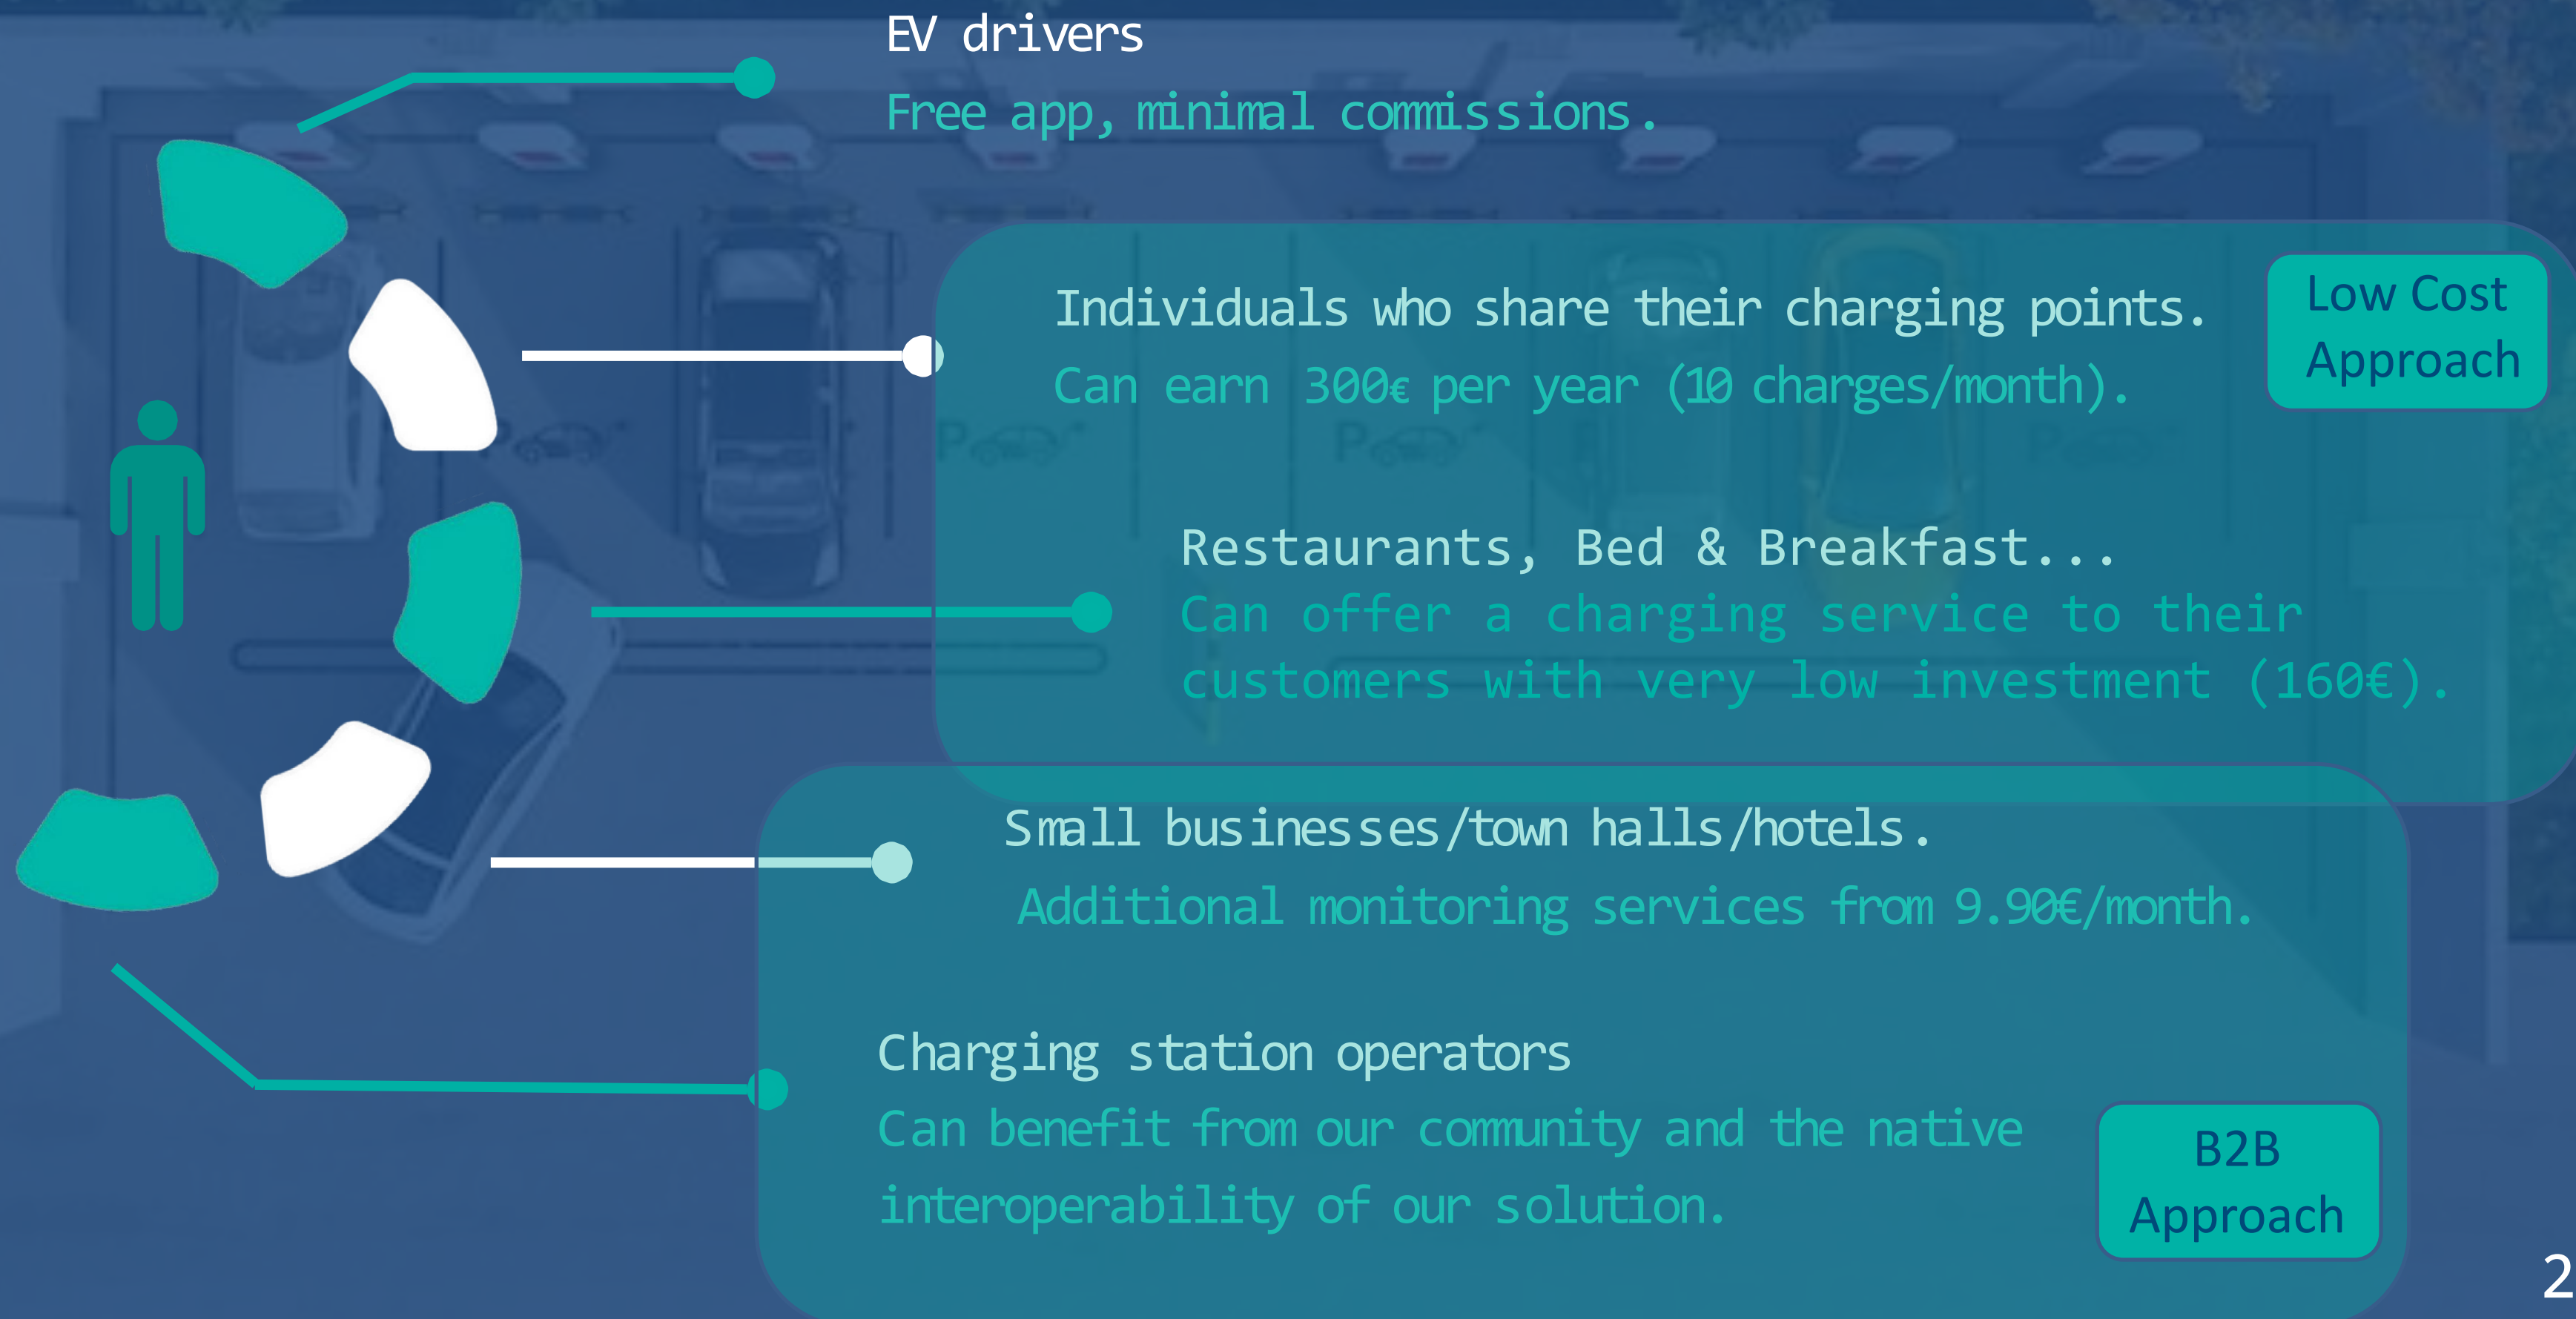 EV drivers
Free app, minimal commissions.
Individuals who share their charging points.
Can earn 300€ per year (10 charges/month).
Low Cost
Approach
Restaurants, Bed & Breakfast...
Can offer a charging service to their
customers with very low investment (160€).
Small businesses/town halls/hotels.
Additional monitoring services from 9.90€/month.
Charging station operators
Can benefit from our community and the native
interoperability of our solution.
B2B
Approach
2